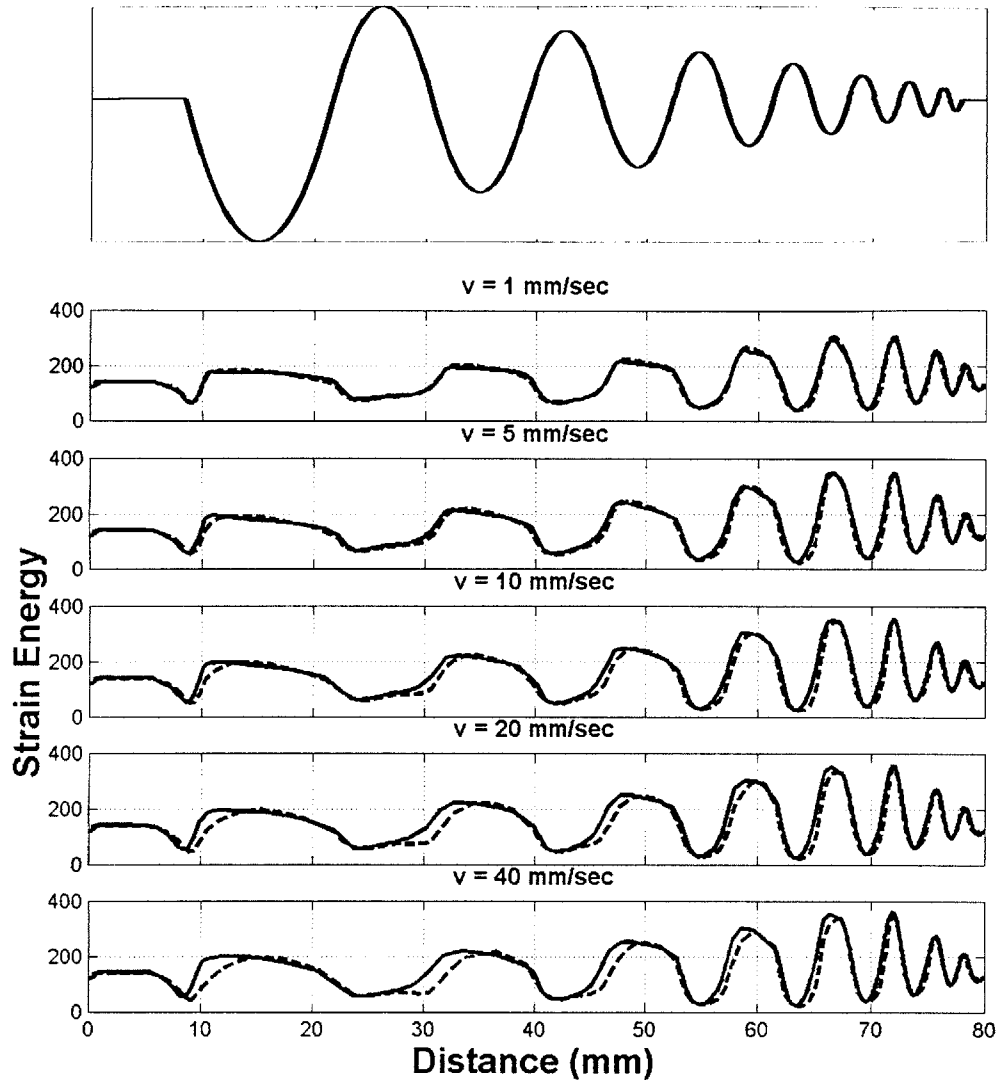 v = 1 mm/sec
400
200
0
v = 5 mm/sec
400
200
0
v = 10 mm/sec
400
200
0
v = 20 mm/sec
400
200
0
v = 40 mm/sec
400
200
0
0 10 20 30 40 50 60 70 80
Distance (mm)
Strain Energy